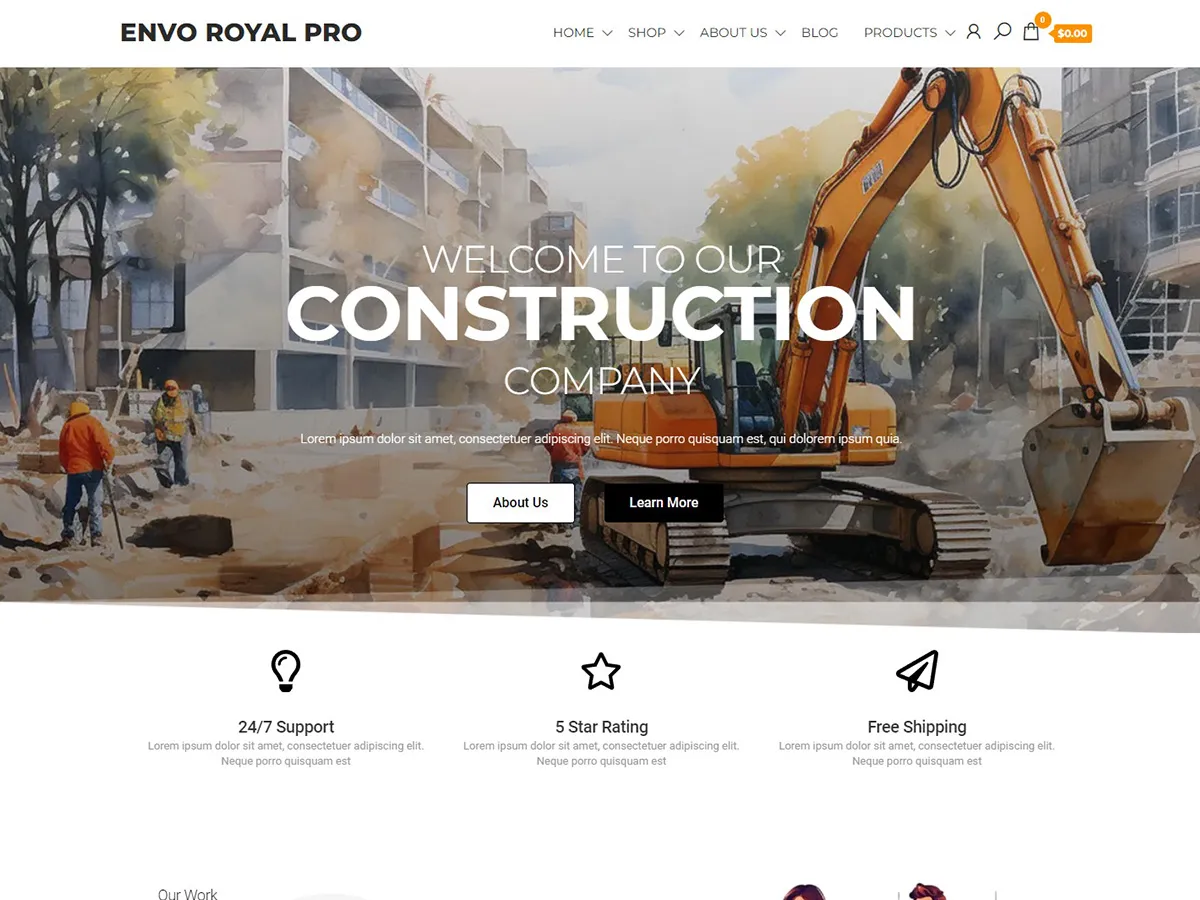 ENVO ROYAL PRO
HOME SHOP ABOUT US BLOG PRODUCTS 0 $0.00
WELCOME TO OUR
CONSTRUCTION
COMPANY
Lorem ipsum dolor sit amet, consectetuer adipiscing elit. Neque porro quisquam est, qui dolorem ipsum quia.
About Us Learn More
24/7 Support
Lorem ipsum dolor sit amet, consectetuer adipiscing elit.
Neque porro quisquam est
5 Star Rating
Lorem ipsum dolor sit amet, consectetuer adipiscing elit.
Neque porro quisquam est
Free Shipping
Lorem ipsum dolor sit amet, consectetuer adipiscing elit.
Neque porro quisquam est
Our Work